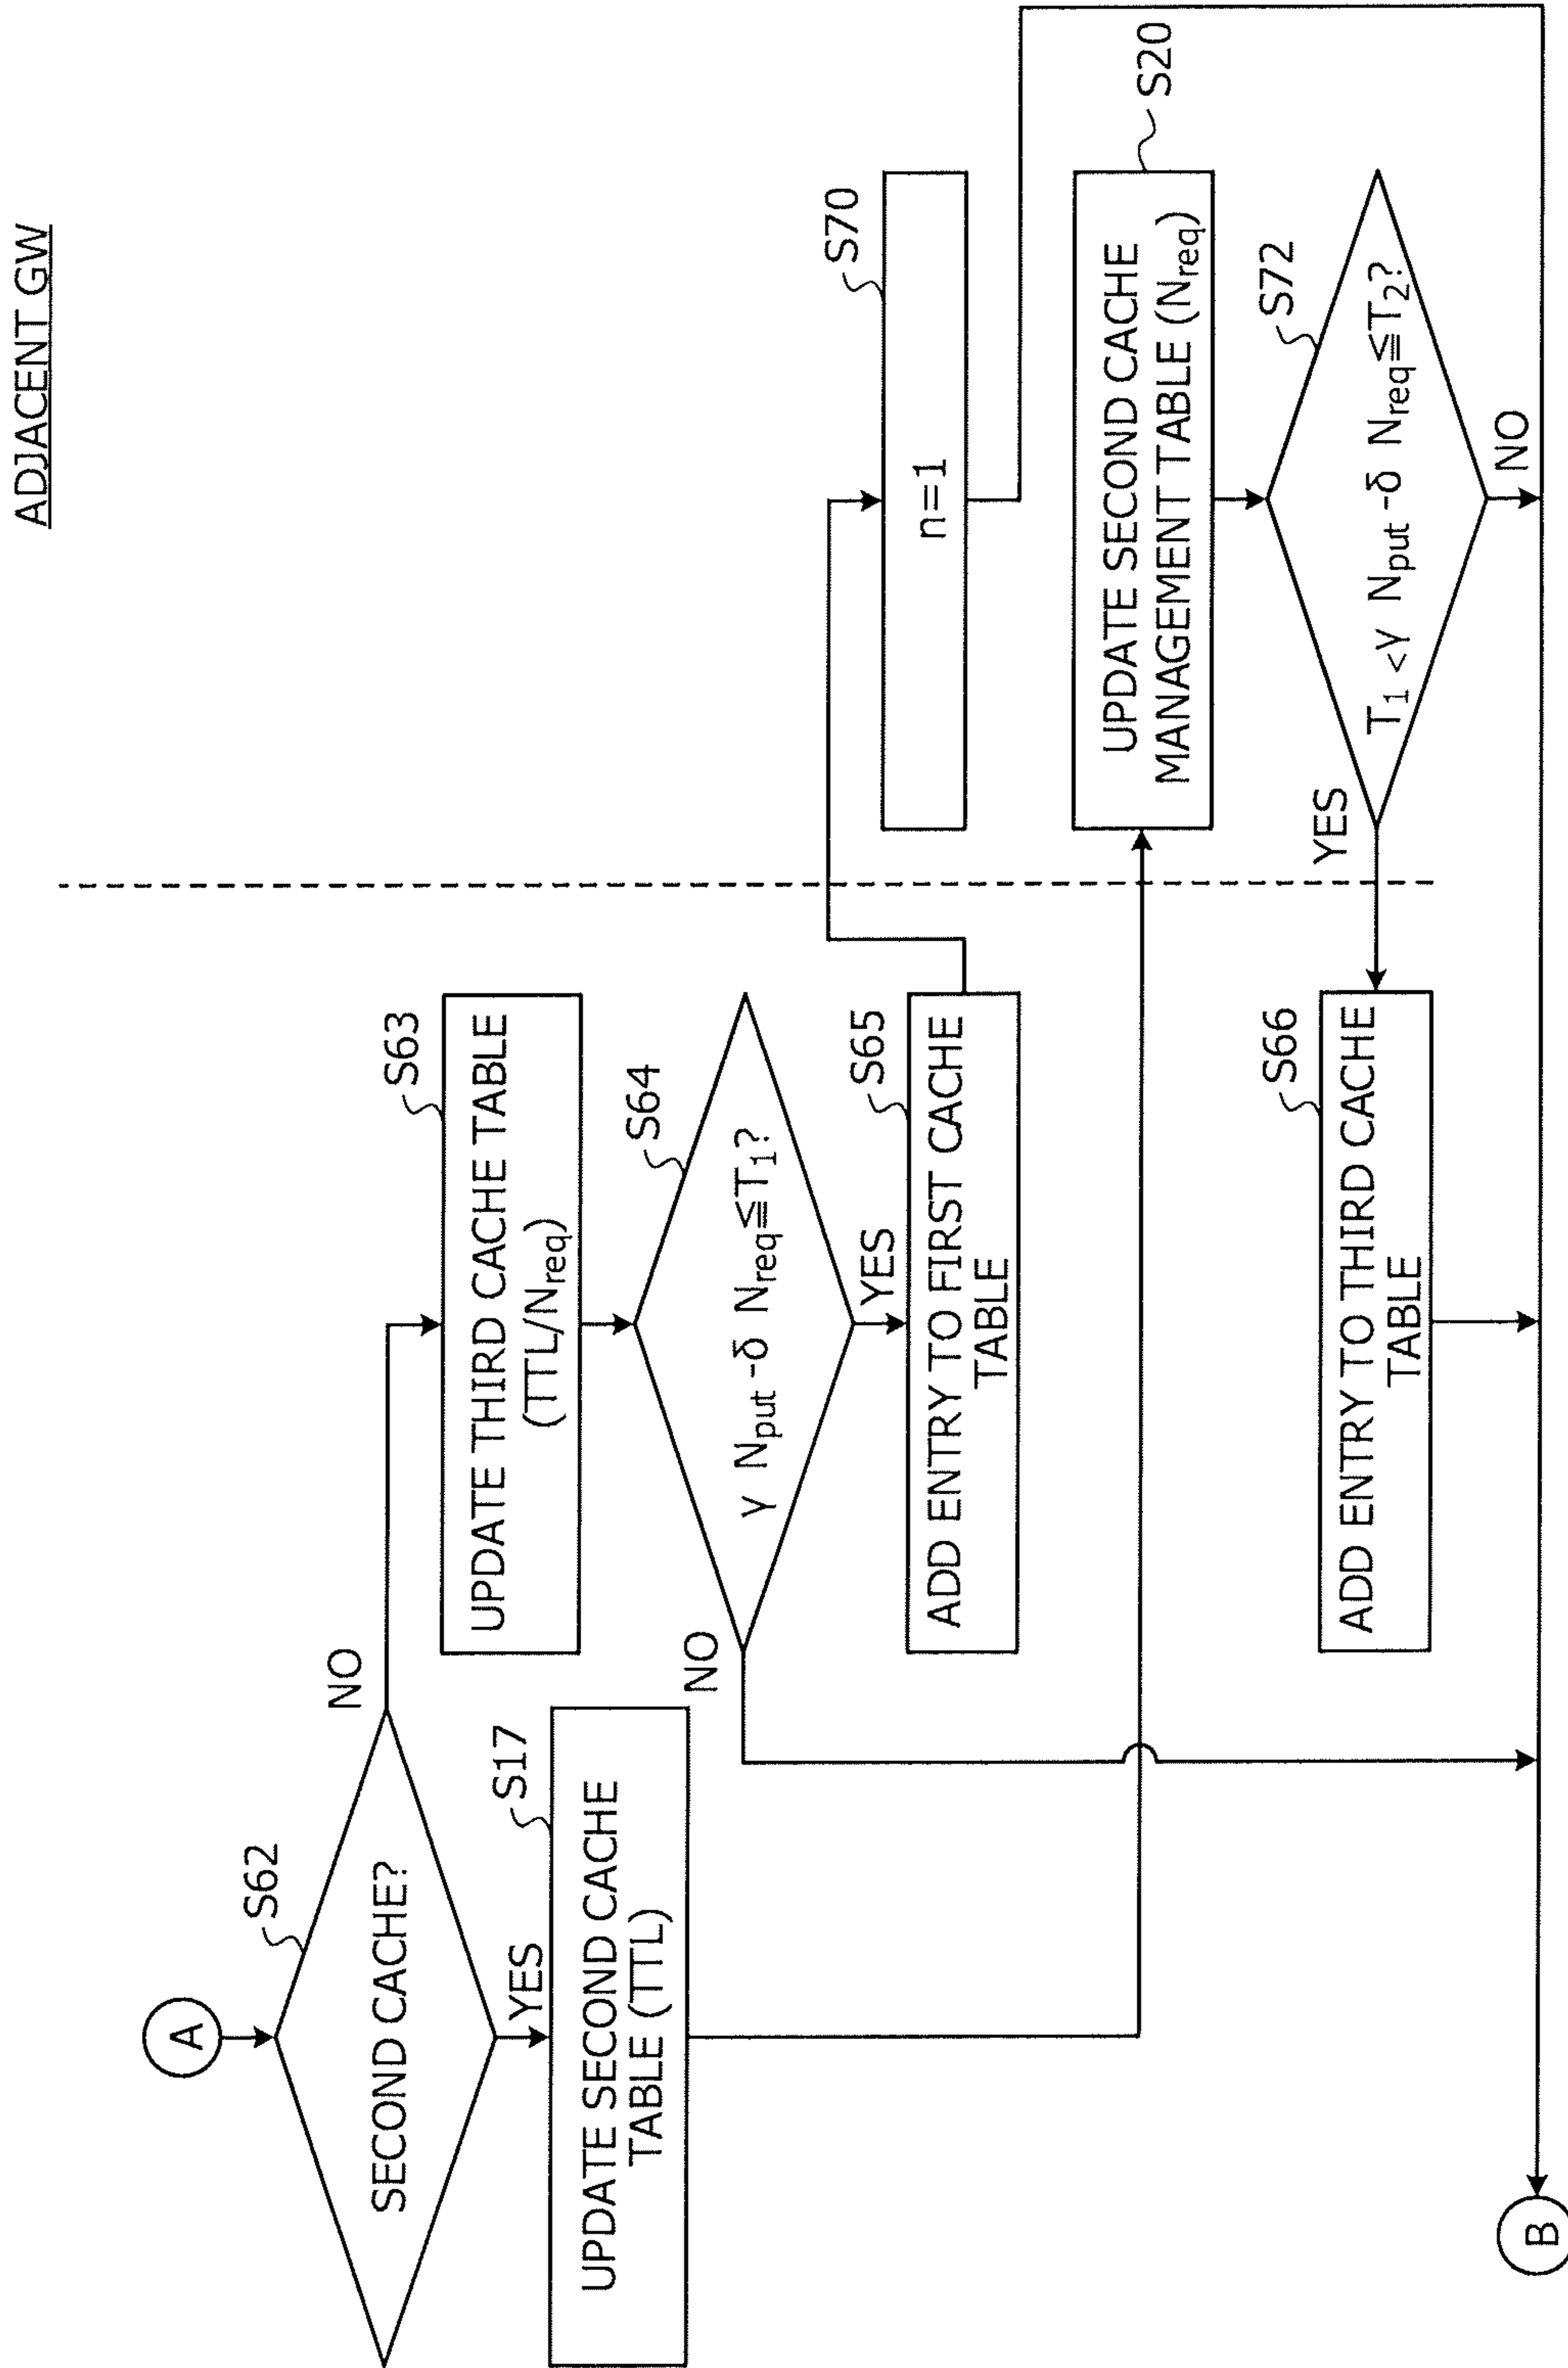 ADJACENT GW
A
S62
SECOND CACHE?
NO
YES
S17
UPDATE SECOND CACHE
TABLE (TTL)
S63
UPDATE THIRD CACHE TABLE
(TTL/Nreq)
S64
γ Nput -δ Nreq≦T1?
NO
YES
S65
ADD ENTRY TO FIRST CACHE
TABLE
S70
n=1
S20
UPDATE SECOND CACHE
MANAGEMENT TABLE (Nreq)
S72
T1 <γ Nput -δ Nreq≦T2?
YES
NO
S66
ADD ENTRY TO THIRD CACHE
TABLE
B